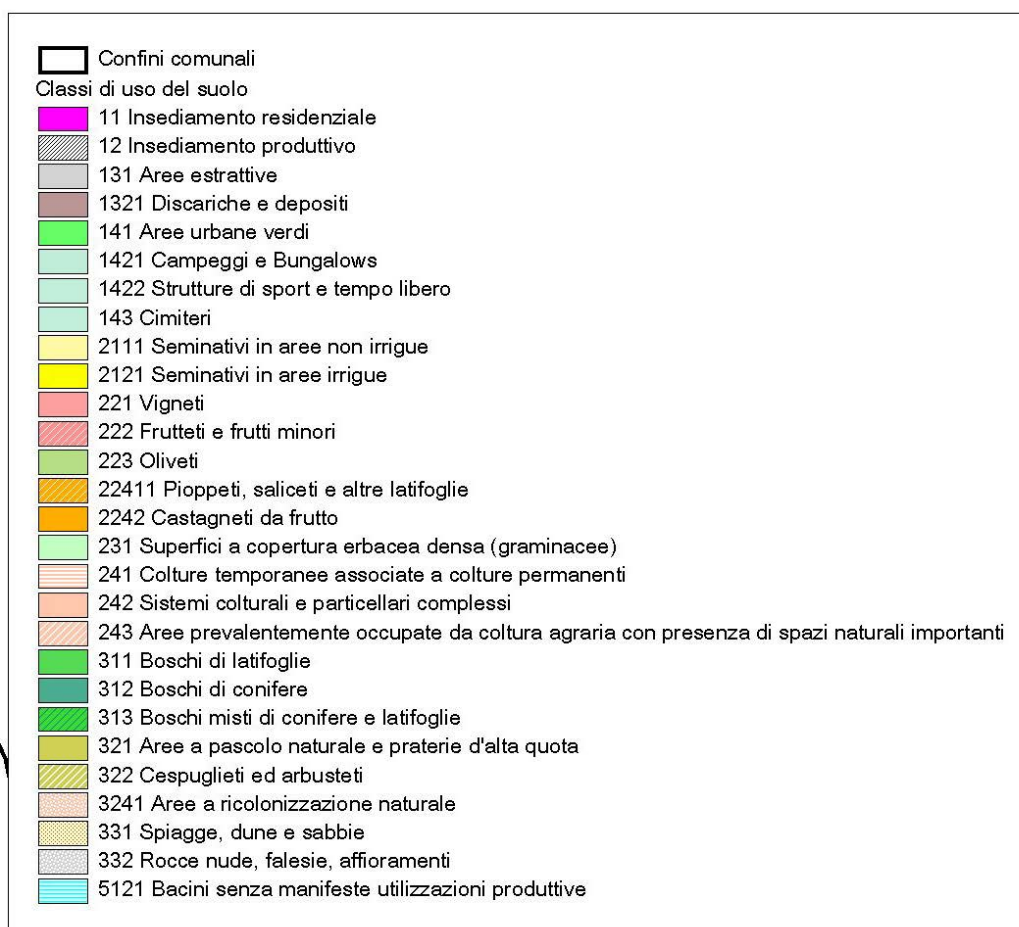 Confini comunali
Classi di uso del suolo
11 Insediamento residenziale
12 Insediamento produttivo
131 Aree estrattive
1321 Discariche e depositi
141 Aree urbane verdi
1421 Campeggi e Bungalows
1422 Strutture di sport e tempo libero
143 Cimiteri
2111 Seminativi in aree non irrigue
2121 Seminativi in aree irrigue
221 Vigneti
222 Frutteti e frutti minori
223 Oliveti
22411 Pioppeti, saliceti e altre latifoglie
2242 Castagneti da frutto
231 Superfici a copertura erbacea densa (graminacee)
241 Colture temporanee associate a colture permanenti
242 Sistemi colturali e particellari complessi
243 Aree prevalentemente occupate da coltura agraria con presenza di spazi naturali importanti
311 Boschi di latifoglie
312 Boschi di conifere
313 Boschi misti di conifere e latifoglie
321 Aree a pascolo naturale e praterie d'alta quota
322 Cespuglieti ed arbusteti
3241 Aree a ricolonizzazione naturale
331 Spiagge, dune e sabbie
332 Rocce nude, falesie, affioramenti
5121 Bacini senza manifeste utilizzazioni produttive